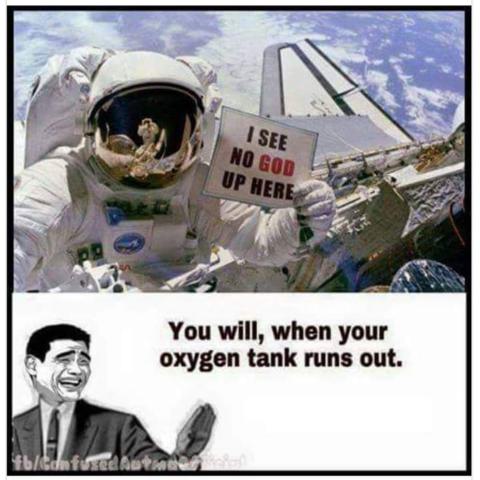 I SEE
NO GOD
UP HERE
You will, when your
oxygen tank runs out.